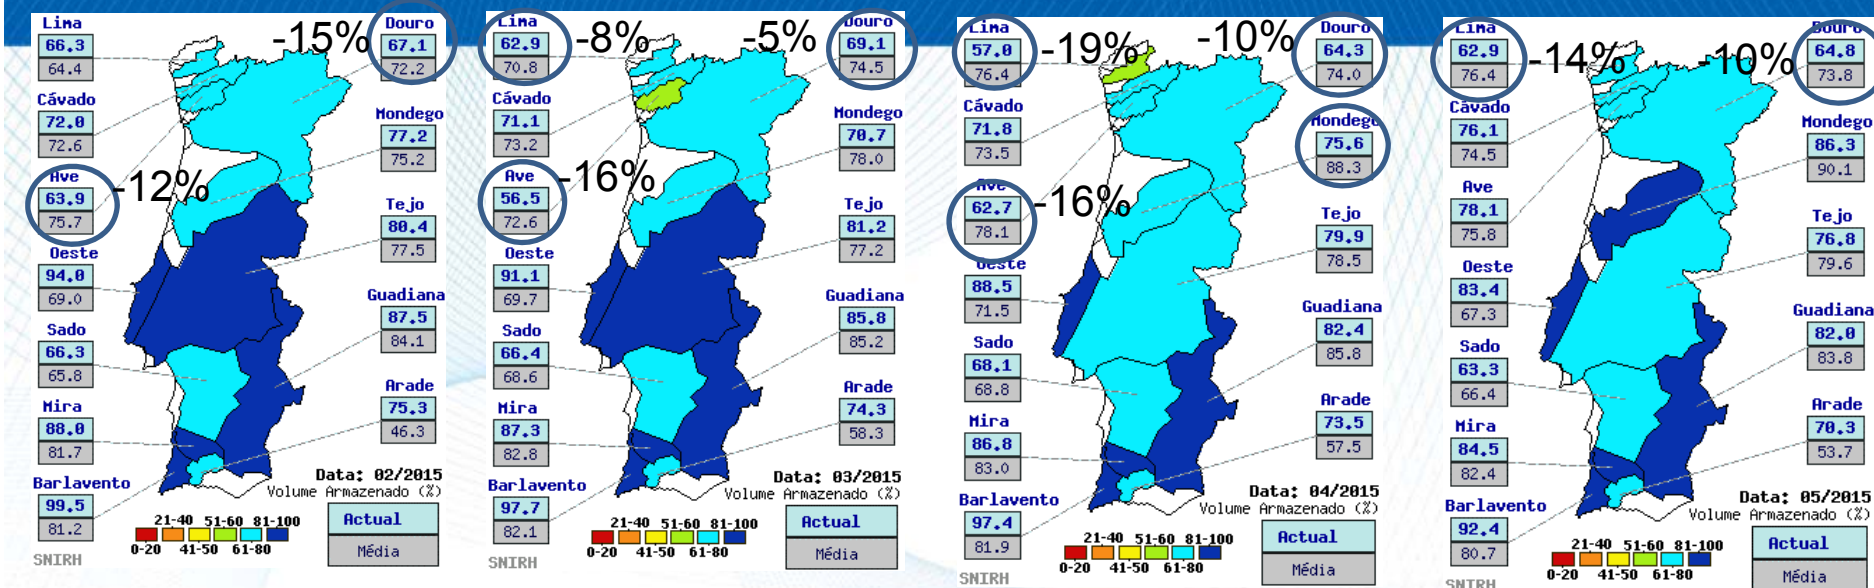 Lima
66.3
64.4
Cávado
72.0
72.6
Ave
63.9
75.7
-12%
Oeste
94.0
69.0
Sado
66.3
65.8
Mira
88.0
81.7
Barlavento
99.5
81.2
-15%
Douro
67.1
72.2
Mondego
77.2
75.2
Tejo
80.4
77.5
Guadiana
87.5
84.1
Arade
75.3
46.3
Data: 02/2015
Volume Armazenado (%)
21-40 51-60 81-100
0-20 41-50 61-80
Actual
Média
SNIRH
Lima
62.9
70.8
-8%
Cávado
71.1
73.2
Ave
56.5
72.6
-16%
Oeste
91.1
69.7
Sado
66.4
68.6
Mira
87.3
82.8
Barlavento
97.7
82.1
-5%
Douro
69.1
74.5
Mondego
70.7
78.0
Tejo
81.2
77.2
Guadiana
85.8
85.2
Arade
74.3
58.3
Data: 03/2015
Volume Armazenado (%)
21-40 51-60 81-100
0-20 41-50 61-80
Actual
Média
SNIRH
Lima
57.0
76.4
-19%
Cávado
71.8
73.5
Ave
62.7
78.1
-16%
Oeste
88.5
71.5
Sado
68.1
68.8
Mira
86.8
83.0
Barlavento
97.4
81.9
-10%
Douro
64.3
74.0
Mondego
75.6
88.3
Tejo
79.9
78.5
Guadiana
82.4
85.8
Arade
73.5
57.5
Data: 04/2015
Volume Armazenado (%)
21-40 51-60 81-100
0-20 41-50 61-80
Actual
Média
SNIRH
Lima
62.9
76.4
-14%
Cávado
76.1
74.5
Ave
78.1
75.8
Oeste
83.4
67.3
Sado
63.3
66.4
Mira
84.5
82.4
Barlavento
92.4
80.7
-10%
Douro
64.8
73.8
Mondego
86.3
90.1
Tejo
76.8
79.6
Guadiana
82.0
83.8
Arade
70.3
53.7
Data: 05/2015
Volume Armazenado (%)
21-40 51-60 81-100
0-20 41-50 61-80
Actual
Média
SNIRH